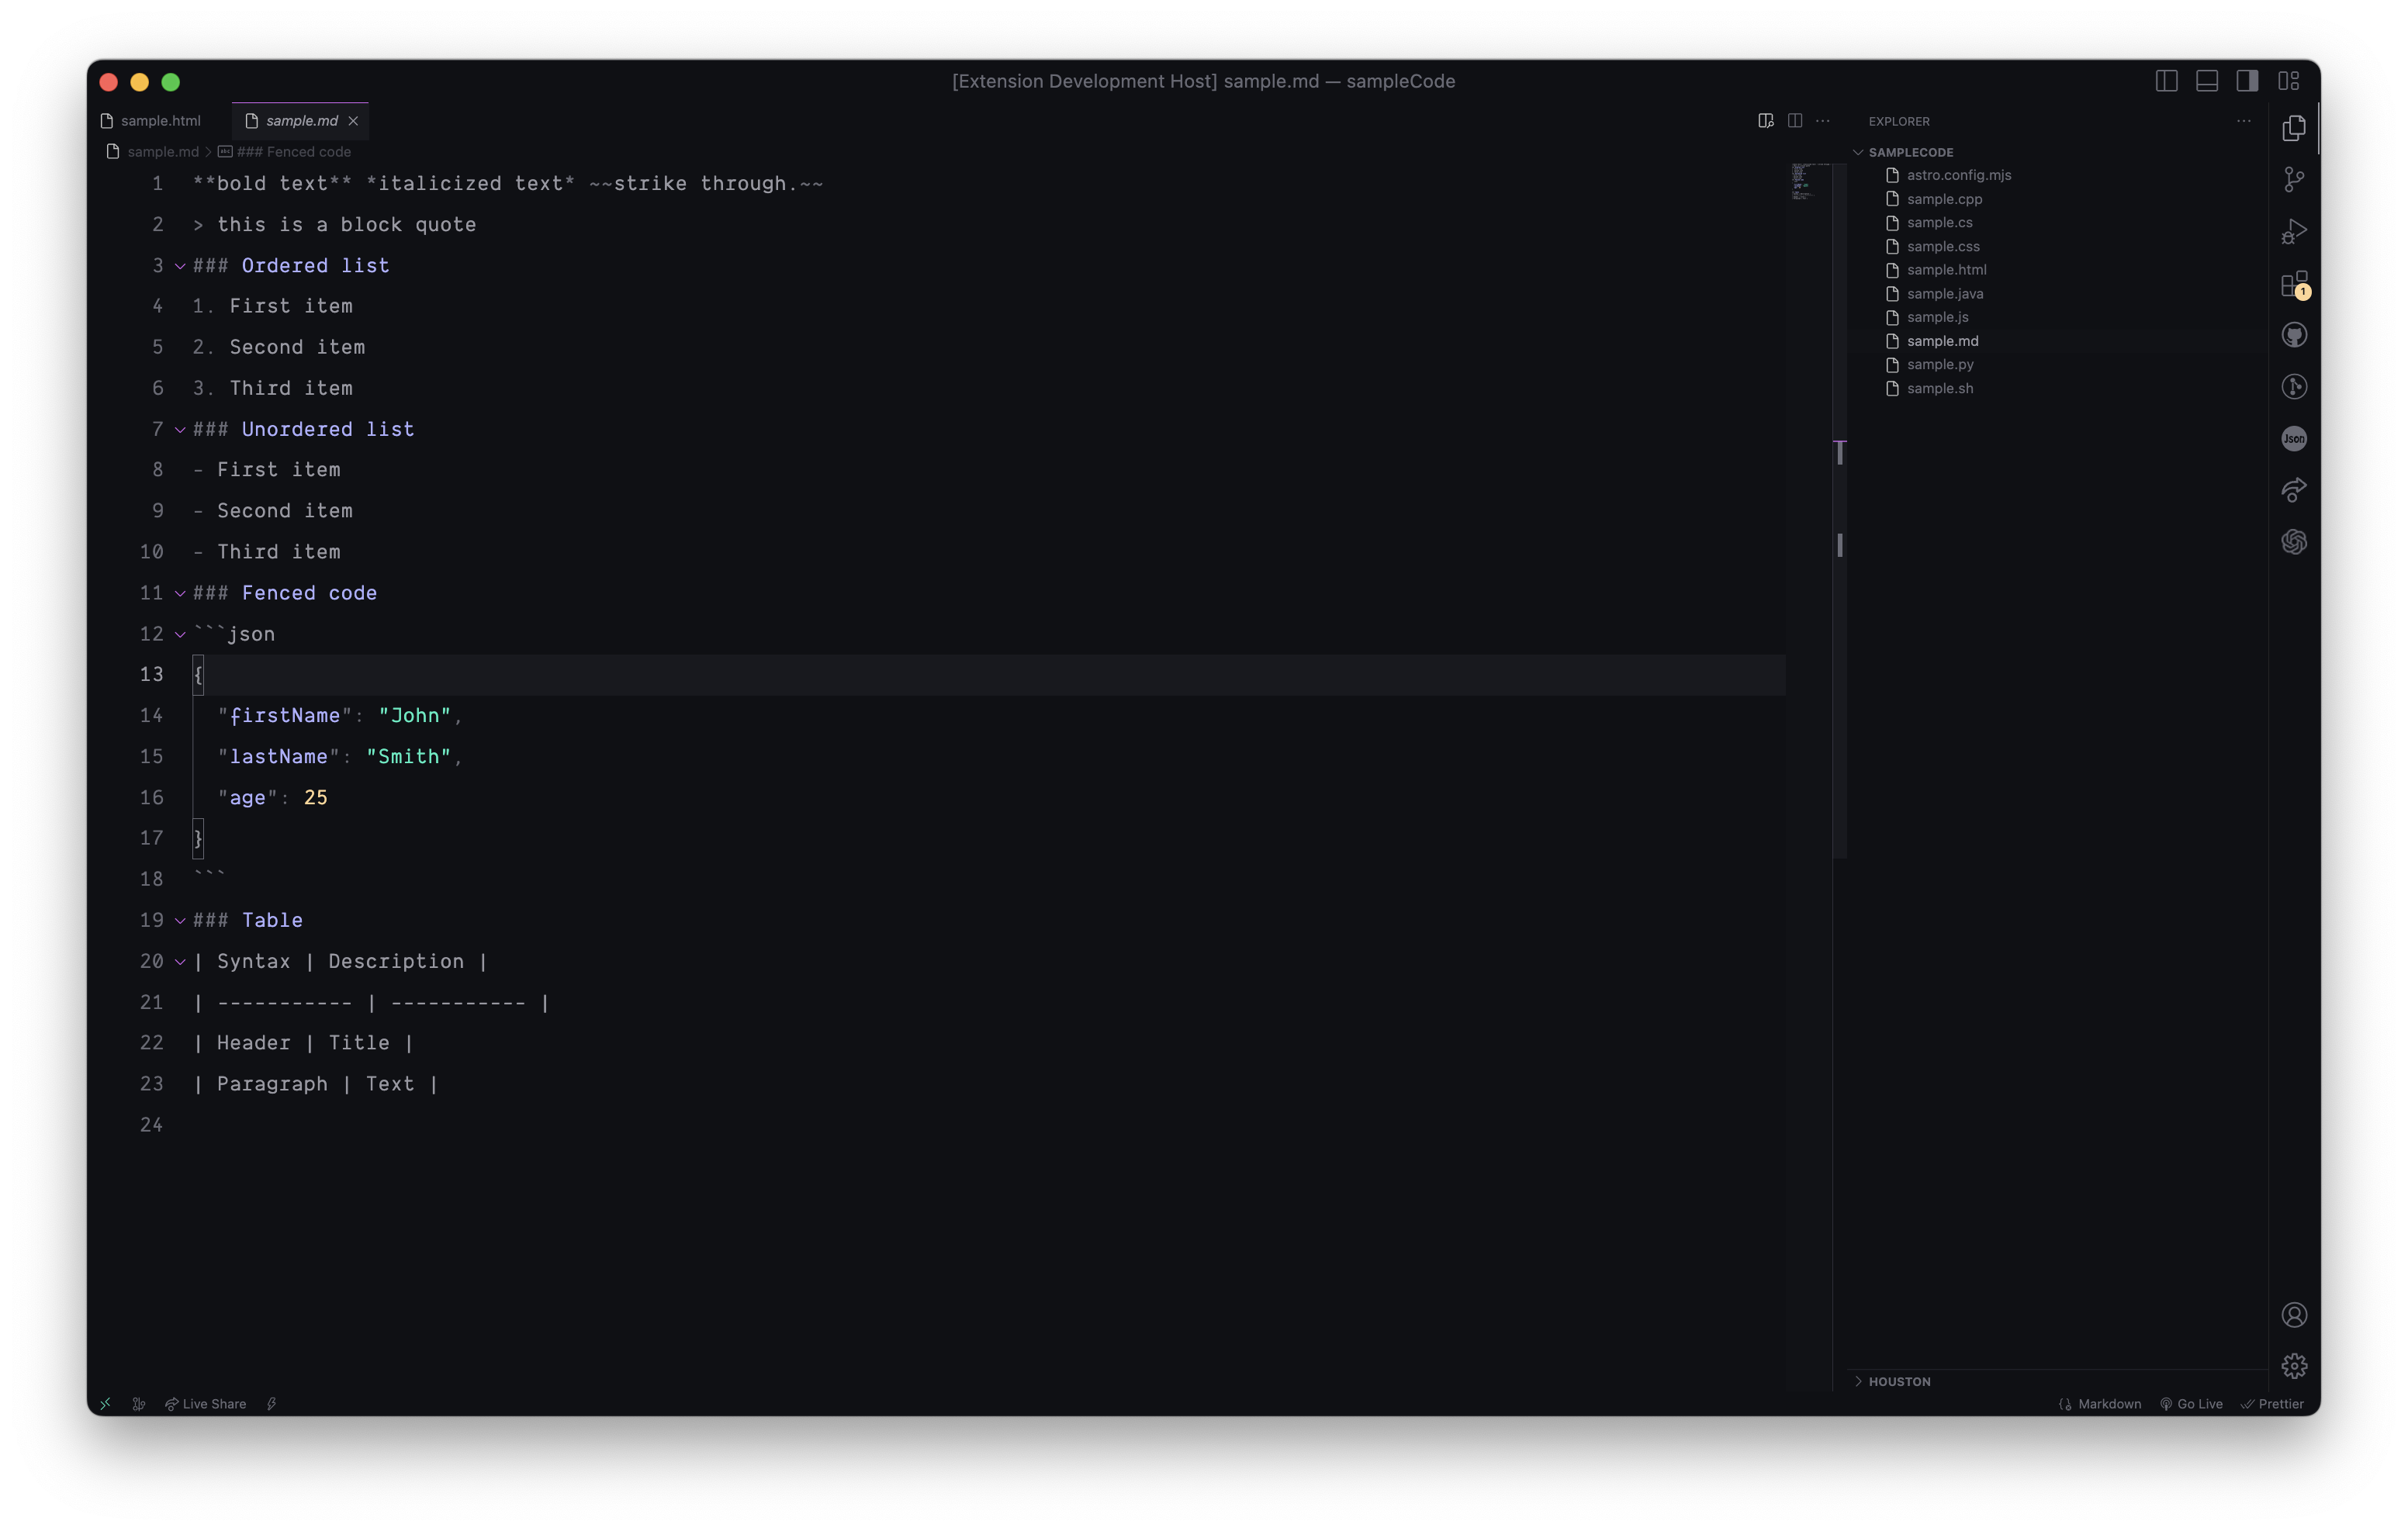 [Extension Development Host] sample.md — sampleCode
sample.html
sample.md
sample.md > ### Fenced code
1 **bold text** *italicized text* ~~strike through.~~
2 > this is a block quote
3 ### Ordered list
4 1. First item
5 2. Second item
6 3. Third item
7 ### Unordered list
8 - First item
9 - Second item
10 - Third item
11 ### Fenced code
12 ```json
13 {
14 "firstName": "John",
15 "lastName": "Smith",
16 "age": 25
17 }
18 ```
19 ### Table
20 | Syntax | Description |
21 | ----------- | ----------- |
22 | Header | Title |
23 | Paragraph | Text |
24
EXPLORER
SAMPLECODE
astro.config.mjs
sample.cpp
sample.cs
sample.css
sample.html
sample.java
sample.js
sample.md
sample.py
sample.sh
HOUSTON
1
Json
Live Share
Markdown
Go Live
Prettier